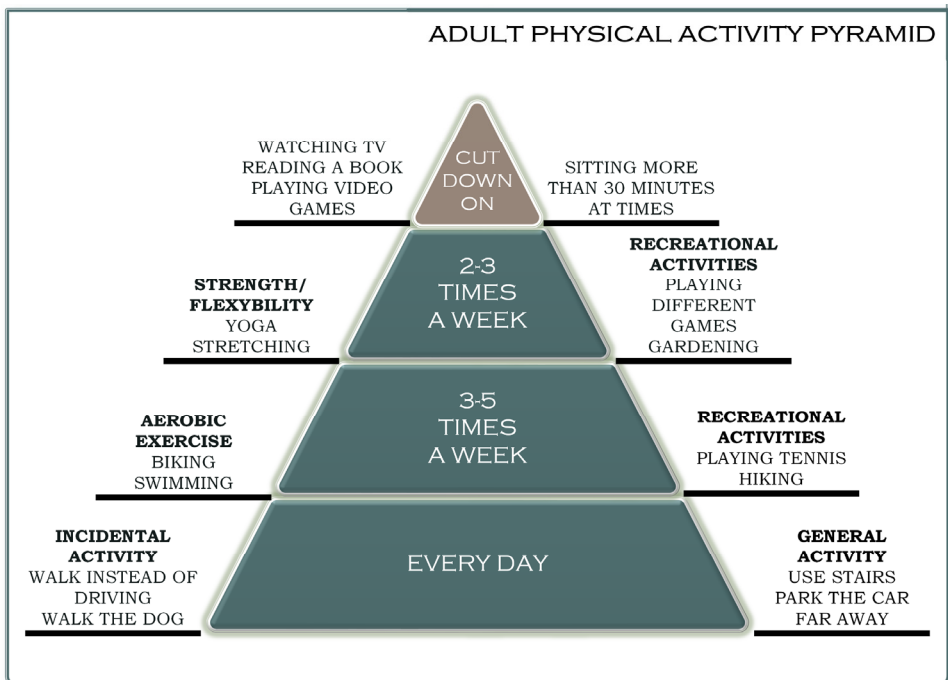 ADULT PHYSICAL ACTIVITY PYRAMID
WATCHING TV
READING A BOOK
PLAYING VIDEO
GAMES
CUT
DOWN
ON
SITTING MORE
THAN 30 MINUTES
AT TIMES
STRENGTH/
FLEXYBILITY
YOGA
STRETCHING
2-3
TIMES
A WEEK
RECREATIONAL
ACTIVITIES
PLAYING
DIFFERENT
GAMES
GARDENING
AEROBIC
EXERCISE
BIKING
SWIMMING
3-5
TIMES
A WEEK
RECREATIONAL
ACTIVITIES
PLAYING TENNIS
HIKING
INCIDENTAL
ACTIVITY
WALK INSTEAD OF
DRIVING
WALK THE DOG
EVERY DAY
GENERAL
ACTIVITY
USE STAIRS
PARK THE CAR
FAR AWAY